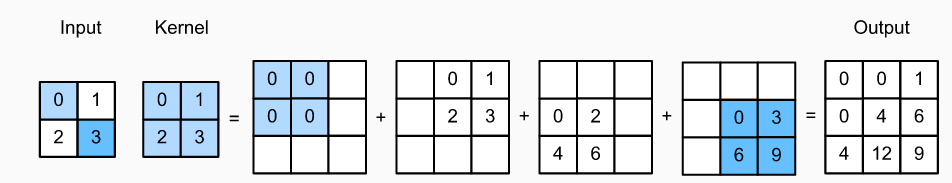 Input Kernel Output
0 0 0 0 1 0 0 1
0 1 0 1 = 0 0 + 2 3 + 0 2 + 0 3 = 0 4 6
2 3 2 3 4 6 6 9 4 12 9